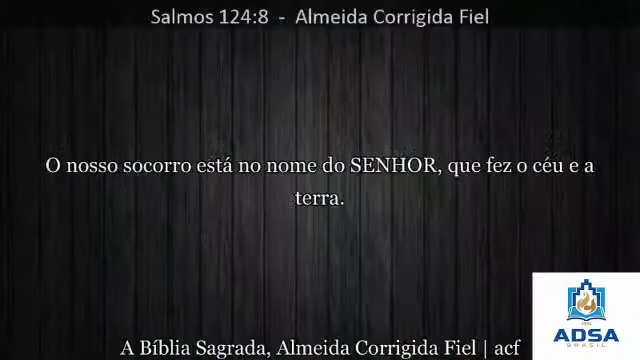 Salmos 124:8 - Almeida Corrigida Fiel
O nosso socorro está no nome do SENHOR, que fez o céu e a
terra.
A Bíblia Sagrada, Almeida Corrigida Fiel | acf
ADSA
BRASIL